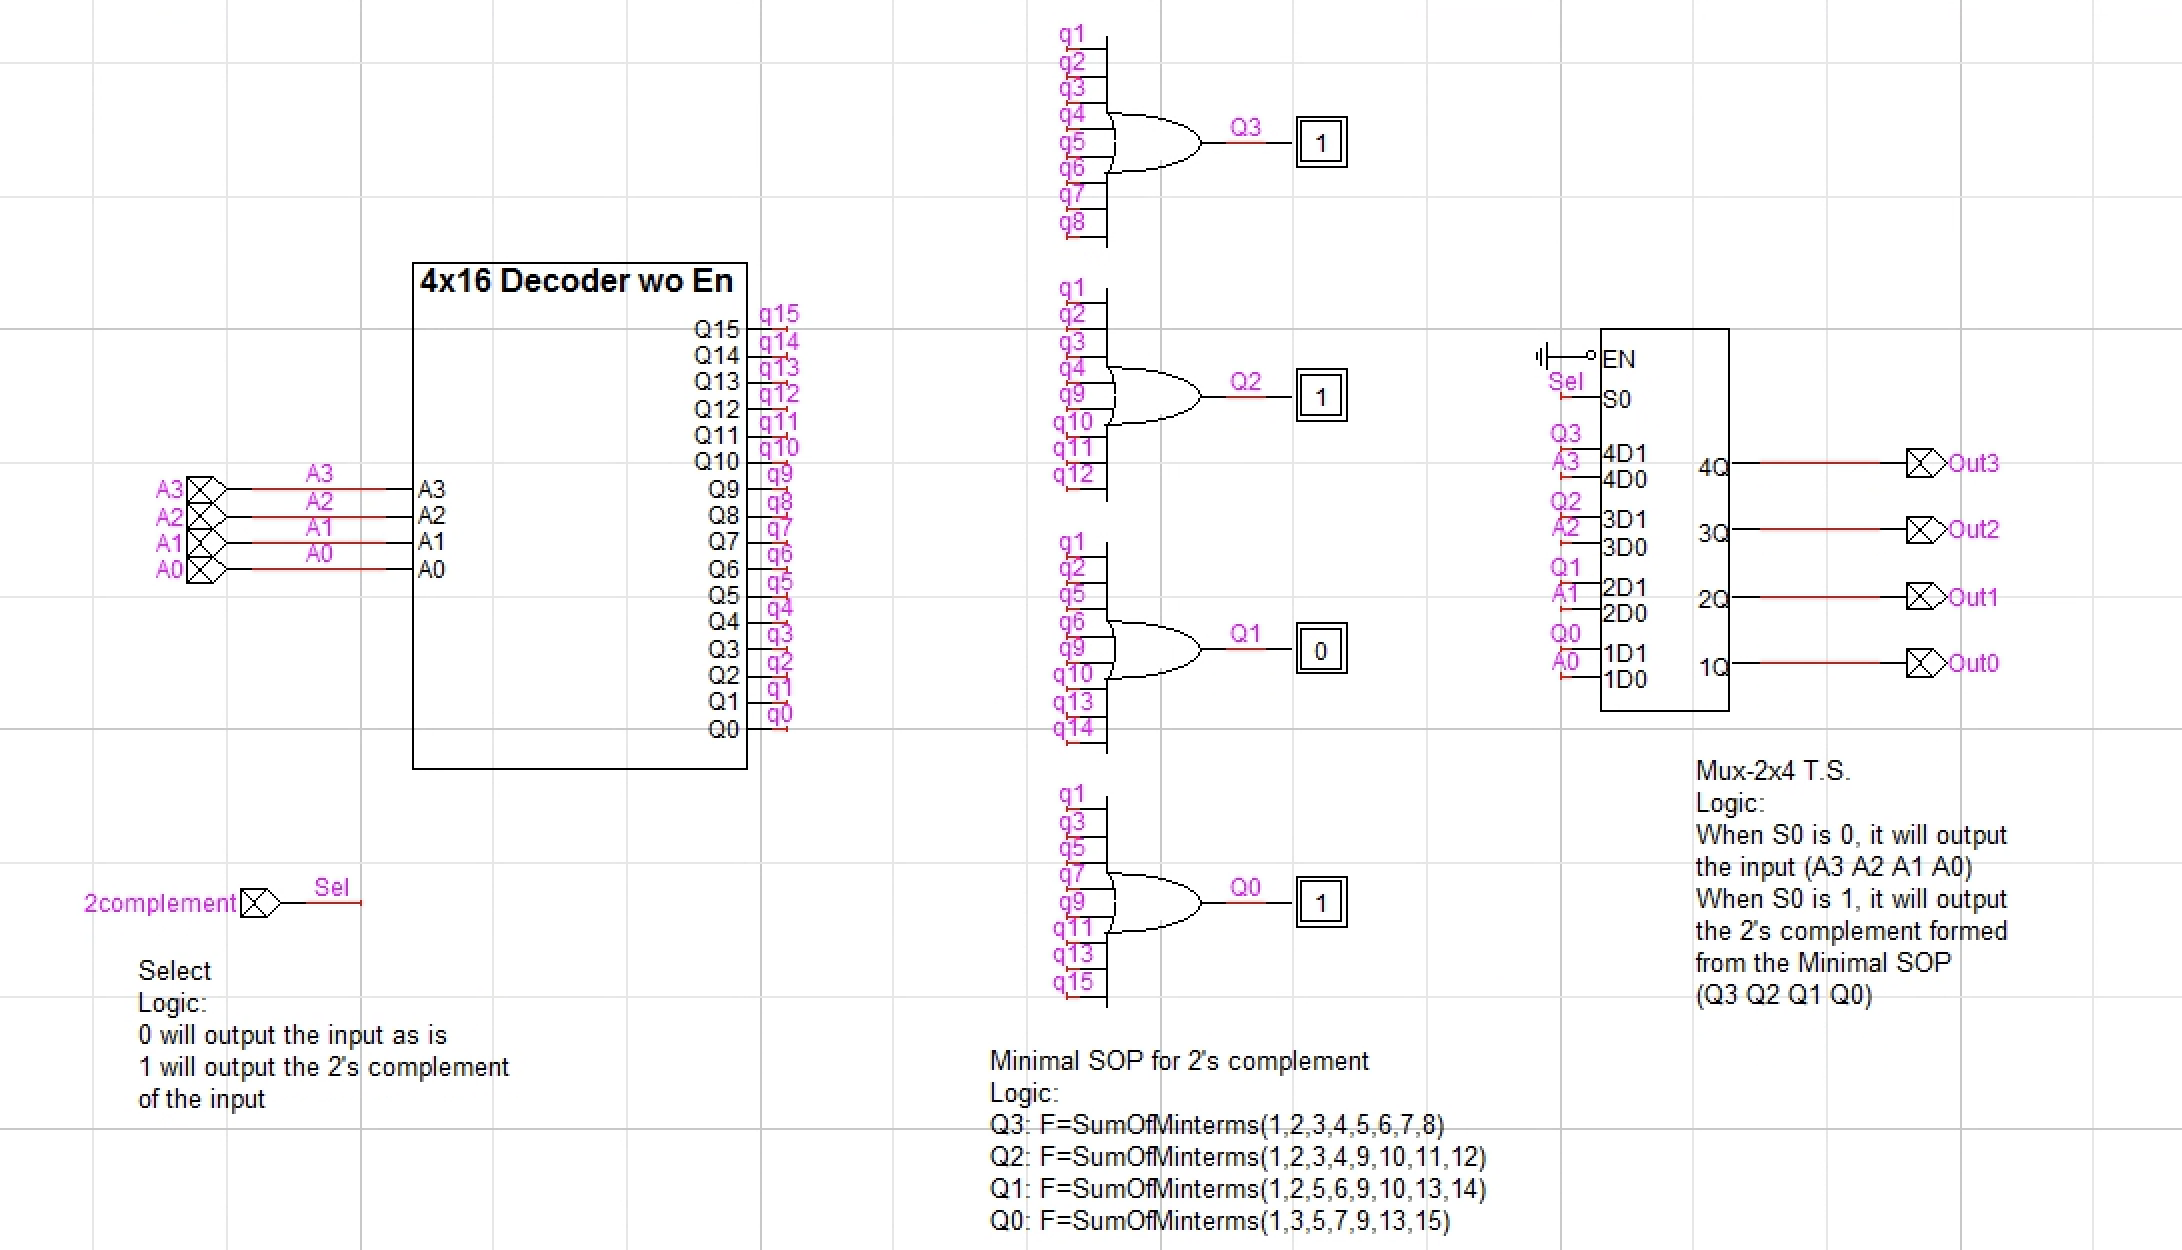 4x16 Decoder wo En
q15
Q15
q14
Q14
q13
Q13
q12
Q12
q11
Q11
q10
Q10
q9
Q9
q8
Q8
q7
Q7
q6
Q6
q5
Q5
q4
Q4
q3
Q3
q2
Q2
q1
Q1
q0
Q0
A3 A3 A3
A2 A2 A2
A1 A1 A1
A0 A0 A0
2complement Sel
Select
Logic:
0 will output the input as is
1 will output the 2's complement
of the input
q1
q2
q3
q4
q5
q6
q7
q8
Q3 1
q1
q2
q3
q4
q9
q10
q11
q12
Q2 1
q1
q2
q5
q6
q9
q10
q13
q14
Q1 0
q1
q3
q5
q7
q9
q11
q13
q15
Q0 1
Minimal SOP for 2's complement
Logic:
Q3: F=SumOfMinterms(1,2,3,4,5,6,7,8)
Q2: F=SumOfMinterms(1,2,3,4,9,10,11,12)
Q1: F=SumOfMinterms(1,2,5,6,9,10,13,14)
Q0: F=SumOfMinterms(1,3,5,7,9,13,15)
EN
Sel S0
Q3 4D1
A3 4D0
Q2 3D1
A2 3D0
Q1 2D1
A1 2D0
Q0 1D1
A0 1D0
4Q Out3
3Q Out2
2Q Out1
1Q Out0
Mux-2x4 T.S.
Logic:
When S0 is 0, it will output
the input (A3 A2 A1 A0)
When S0 is 1, it will output
the 2's complement formed
from the Minimal SOP
(Q3 Q2 Q1 Q0)